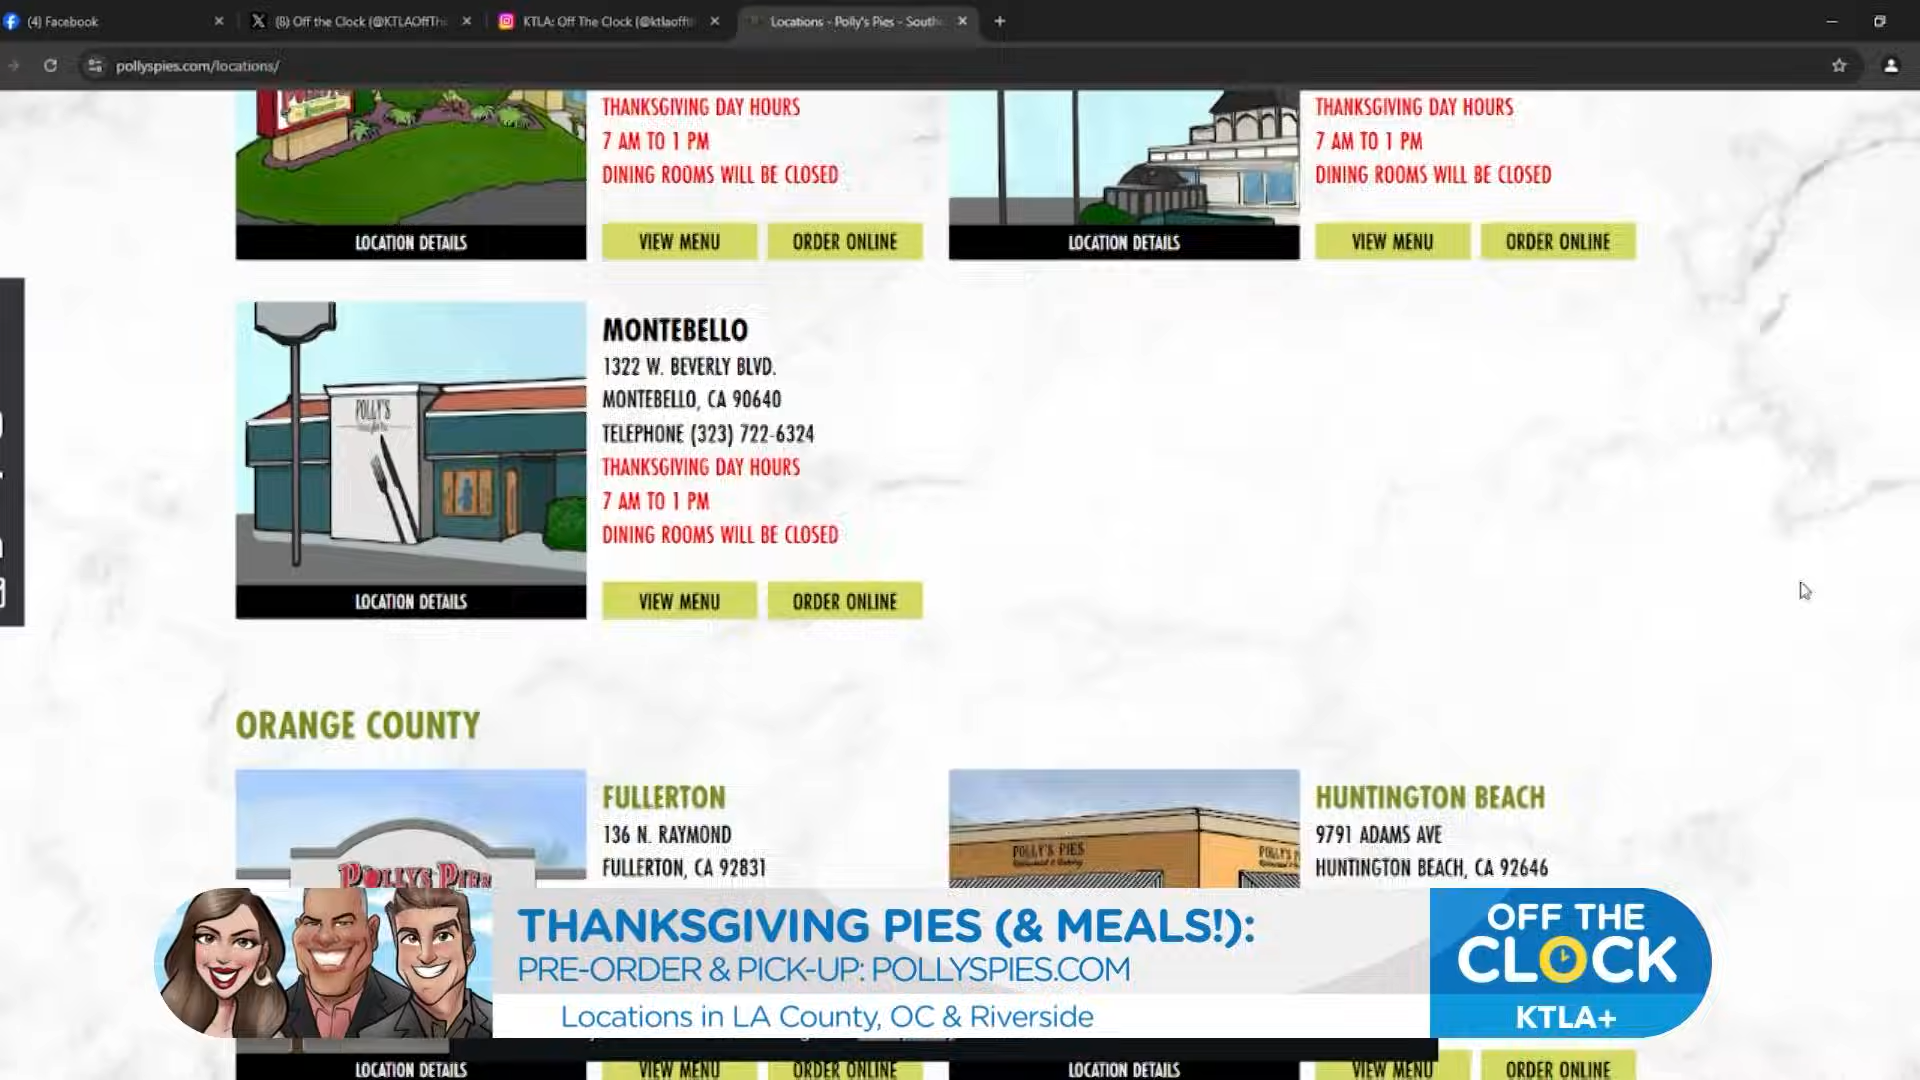 (4) Facebook
(8) Off the Clock (@KTLAOffTh
KTLA: Off The Clock (@ktlaoffth
Locations - Polly's Pies - South
pollyspies.com/locations/
THANKSGIVING DAY HOURS
7 AM TO 1 PM
DINING ROOMS WILL BE CLOSED
LOCATION DETAILS
VIEW MENU
ORDER ONLINE
THANKSGIVING DAY HOURS
7 AM TO 1 PM
DINING ROOMS WILL BE CLOSED
LOCATION DETAILS
VIEW MENU
ORDER ONLINE
POLLY'S
MONTEBELLO
1322 W. BEVERLY BLVD.
MONTEBELLO, CA 90640
TELEPHONE (323) 722-6324
THANKSGIVING DAY HOURS
7 AM TO 1 PM
DINING ROOMS WILL BE CLOSED
LOCATION DETAILS
VIEW MENU
ORDER ONLINE
ORANGE COUNTY
POLLY'S PIES
FULLERTON
136 N. RAYMOND
FULLERTON, CA 92831
POLLY'S PIES
POLLY'S P
HUNTINGTON BEACH
9791 ADAMS AVE
HUNTINGTON BEACH, CA 92646
THANKSGIVING PIES (& MEALS!):
PRE-ORDER & PICK-UP: POLLYSPIES.COM
Locations in LA County, OC & Riverside
OFF THE
CLOCK
KTLA+
LOCATION DETAILS
VIEW MENU
ORDER ONLINE
LOCATION DETAILS
VIEW MENU
ORDER ONLINE